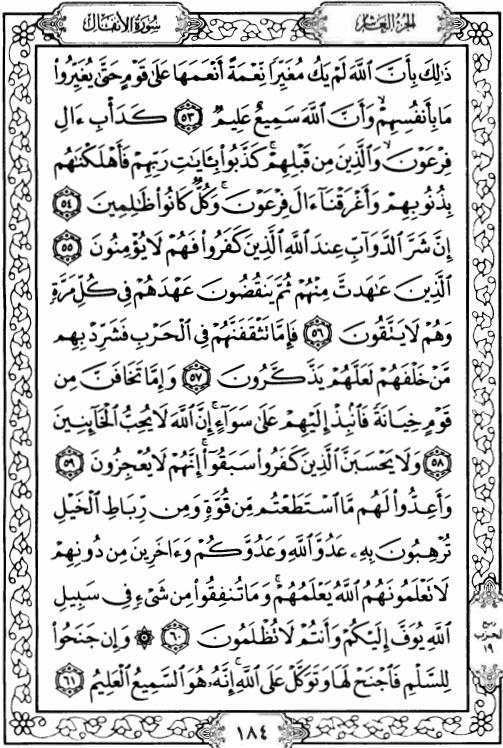 سُورَةُ الأَنفَالِ
الجُزءُ العَاشِرُ
ذَٰلِكَ بِأَنَّ ٱللَّهَ لَمْ يَكُ مُغَيِّرًا نِّعْمَةً أَنْعَمَهَا عَلَىٰ قَوْمٍ حَتَّىٰ يُغَيِّرُوا۟
مَا بِأَنفُسِهِمْ ۙ وَأَنَّ ٱللَّهَ سَمِيعٌ عَلِيمٌ ٥٣ كَدَأْبِ ءَالِ
فِرْعَوْنَ ۙ وَٱلَّذِينَ مِن قَبْلِهِمْ ۚ كَذَّبُوا۟ بِـَٔايَـٰتِ رَبِّهِمْ فَأَهْلَكْنَـٰهُم
بِذُنُوبِهِمْ وَأَغْرَقْنَآ ءَالَ فِرْعَوْنَ ۚ وَكُلٌّ كَانُوا۟ ظَـٰلِمِينَ ٥٤
إِنَّ شَرَّ ٱلدَّوَآبِّ عِندَ ٱللَّهِ ٱلَّذِينَ كَفَرُوا۟ فَهُمْ لَا يُؤْمِنُونَ ٥٥
ٱلَّذِينَ عَـٰهَدتَّ مِنْهُمْ ثُمَّ يَنقُضُونَ عَهْدَهُمْ فِى كُلِّ مَرَّةٍ
وَهُمْ لَا يَتَّقُونَ ٥٦ فَإِمَّا تَثْقَفَنَّهُمْ فِى ٱلْحَرْبِ فَشَرِّدْ بِهِم
مَّنْ خَلْفَهُمْ لَعَلَّهُمْ يَذَّكَّرُونَ ٥٧ وَإِمَّا تَخَافَنَّ مِن
قَوْمٍ خِيَانَةً فَٱنۢبِذْ إِلَيْهِمْ عَلَىٰ سَوَآءٍ ۚ إِنَّ ٱللَّهَ لَا يُحِبُّ ٱلْخَآئِنِينَ
٥٨ وَلَا يَحْسَبَنَّ ٱلَّذِينَ كَفَرُوا۟ سَبَقُوٓا۟ ۚ إِنَّهُمْ لَا يُعْجِزُونَ ٥٩
وَأَعِدُّوا۟ لَهُم مَّا ٱسْتَطَعْتُم مِّن قُوَّةٍ وَمِن رِّبَاطِ ٱلْخَيْلِ
تُرْهِبُونَ بِهِۦ عَدُوَّ ٱللَّهِ وَعَدُوَّكُمْ وَءَاخَرِينَ مِن دُونِهِمْ
لَا تَعْلَمُونَهُمُ ٱللَّهُ يَعْلَمُهُمْ ۚ وَمَا تُنفِقُوا۟ مِن شَىْءٍ فِى سَبِيلِ
ٱللَّهِ يُوَفَّ إِلَيْكُمْ وَأَنتُمْ لَا تُظْلَمُونَ ٦٠ ۞ وَإِن جَنَحُوا۟
لِلسَّلْمِ فَٱجْنَحْ لَهَا وَتَوَكَّلْ عَلَى ٱللَّهِ ۚ إِنَّهُۥ هُوَ ٱلسَّمِيعُ ٱلْعَلِيمُ ٦١
ربع
الحزب
١٩
١٨٤